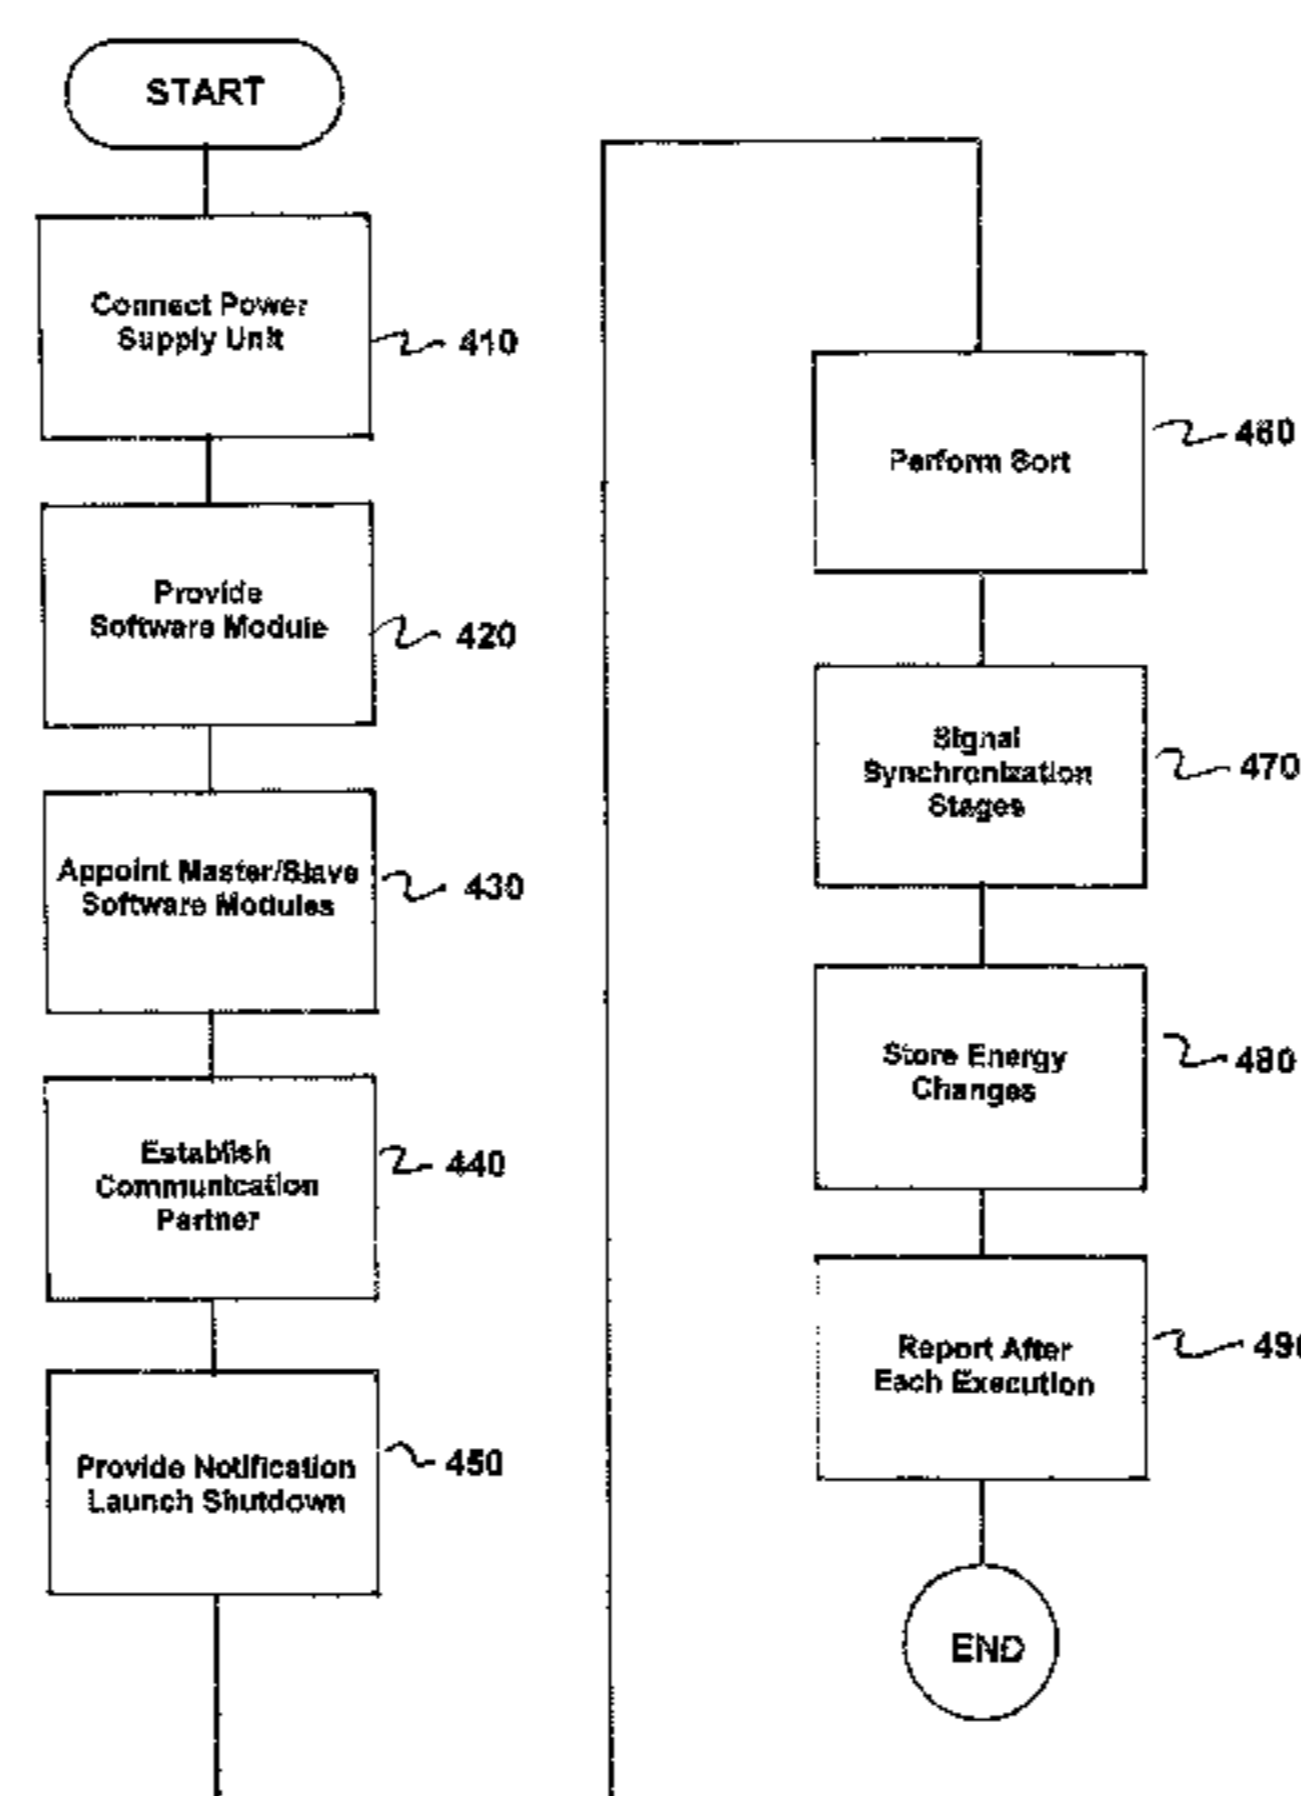 START
Connect Power
Supply Unit
410
Provide
Software Module
420
Appoint Master/Slave
Software Modules
430
Establish
Communication
Partner
440
Provide Notification
Launch Shutdown
450
Perform Sort
460
Signal
Synchronization
Stages
470
Store Energy
Changes
480
Report After
Each Execution
490
END